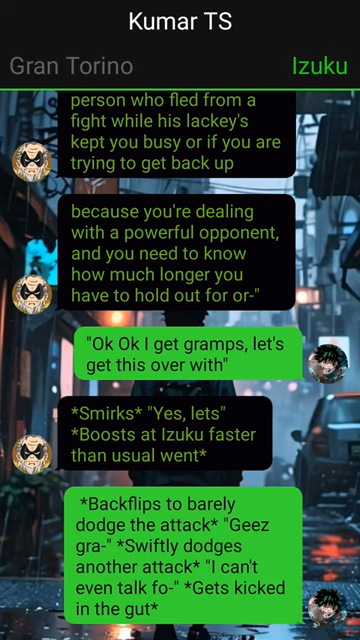 Kumar TS
Gran Torino
Izuku
person who fled from a
fight while his lackey's
kept you busy or if you are
trying to get back up
because you're dealing
with a powerful opponent,
and you need to know
how much longer you
have to hold out for or-"
"Ok Ok I get gramps, let's
get this over with"
*Smirks* "Yes, lets"
*Boosts at Izuku faster
than usual went*
*Backflips to barely
dodge the attack* "Geez
gra-" *Swiftly dodges
another attack* "I can't
even talk fo-" *Gets kicked
in the gut*